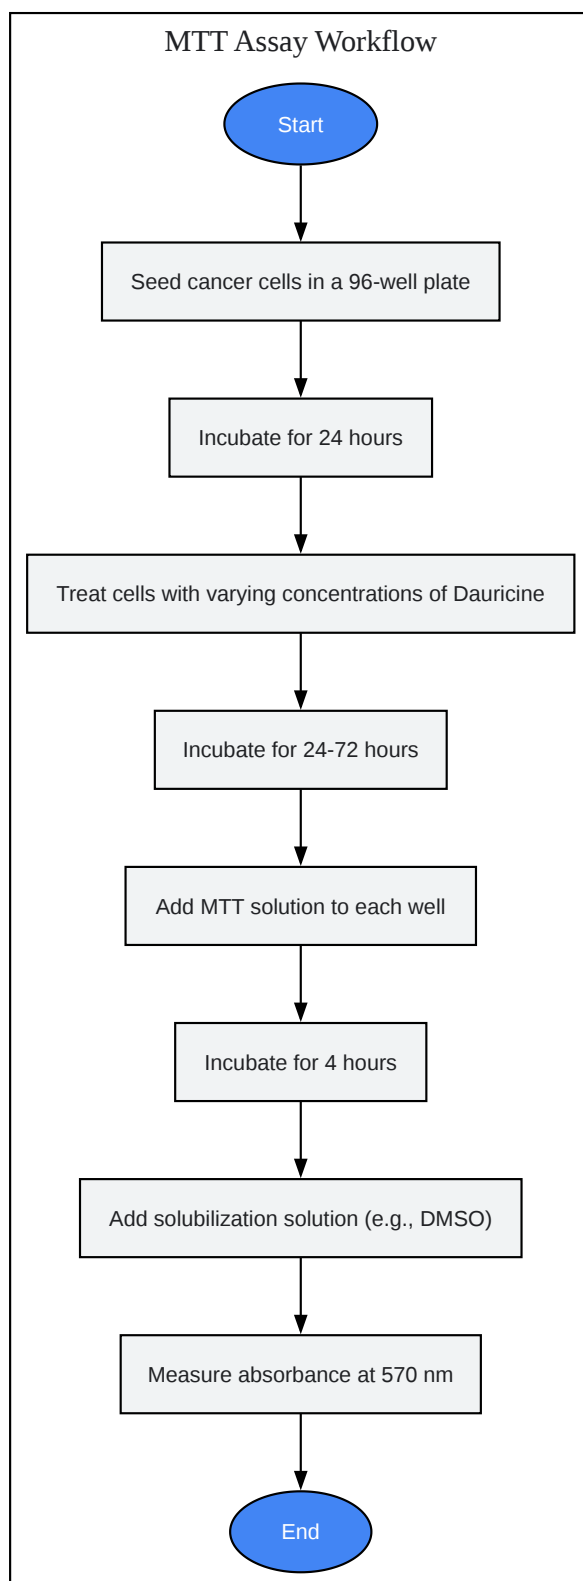 MTT Assay Workflow
Start
Seed cancer cells in a 96-well plate
Incubate for 24 hours
Treat cells with varying concentrations of Dauricine
Incubate for 24-72 hours
Add MTT solution to each well
Incubate for 4 hours
Add solubilization solution (e.g., DMSO)
Measure absorbance at 570 nm
End